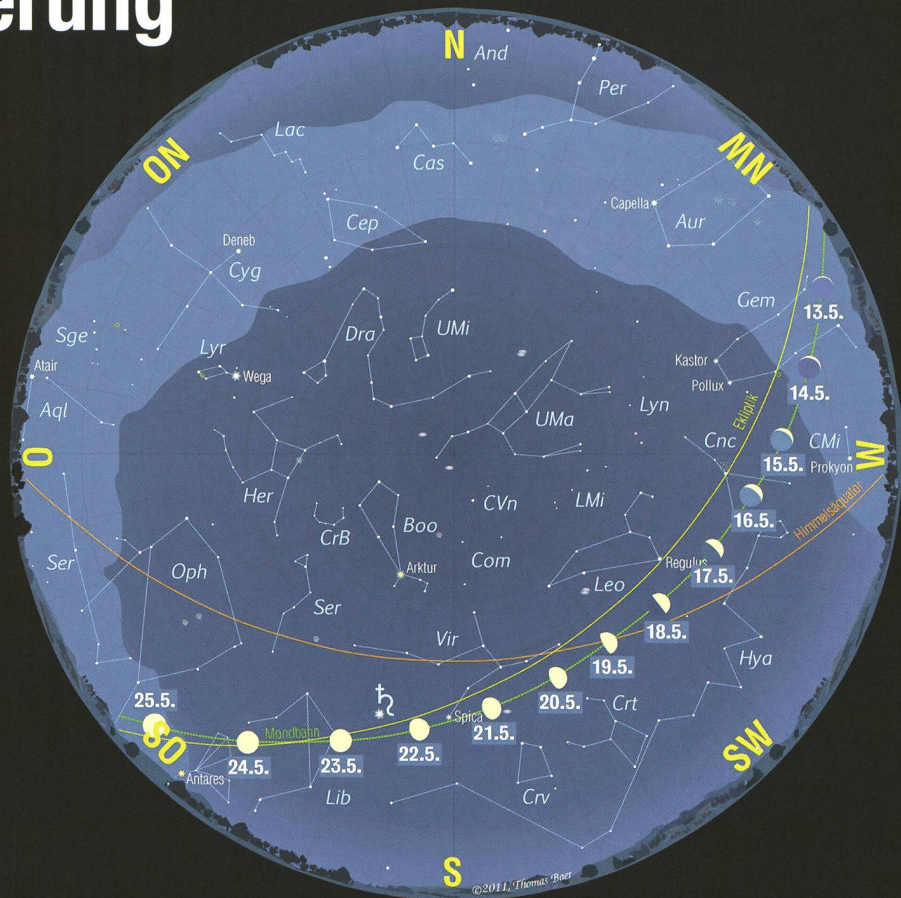 erung
N
And
Per
Lac
NO
NW
Cas
Capella
Aur
Cep
Deneb
Cyg
Gem
13.5.
Sge
Dra
UMi
Lyr
Kastor
Atair
Wega
Pollux
14.5.
Aql
UMa
Lyn
Ekliptik
O
Cnc
CMi
W
15.5.
Prokyon
Her
CVn
LMi
16.5.
Himmelsäquator
CrB
Boo
Ser
Oph
Arktur
Com
Regulus
17.5.
Leo
Ser
Vir
18.5.
19.5.
Hya
25.5.
♄
20.5.
Crt
Spica
21.5.
SO
Mondbahn
22.5.
SW
24.5.
23.5.
Antares
Lib
Crv
S
©2011, Thomas Baer